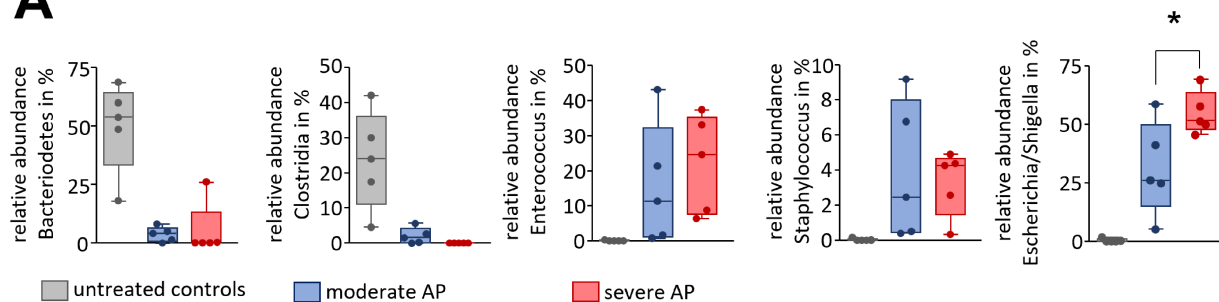 A
*
relative abundance
Bacteriodetes in %
75
50
25
0
relative abundance
Clostridia in %
50
40
30
20
10
0
relative abundance
Enterococcus in %
50
40
30
20
10
0
relative abundance
Staphylococcus in %
10
8
6
4
2
0
relative abundance
Escherichia/Shigella in %
75
50
25
0
untreated controls
moderate AP
severe AP